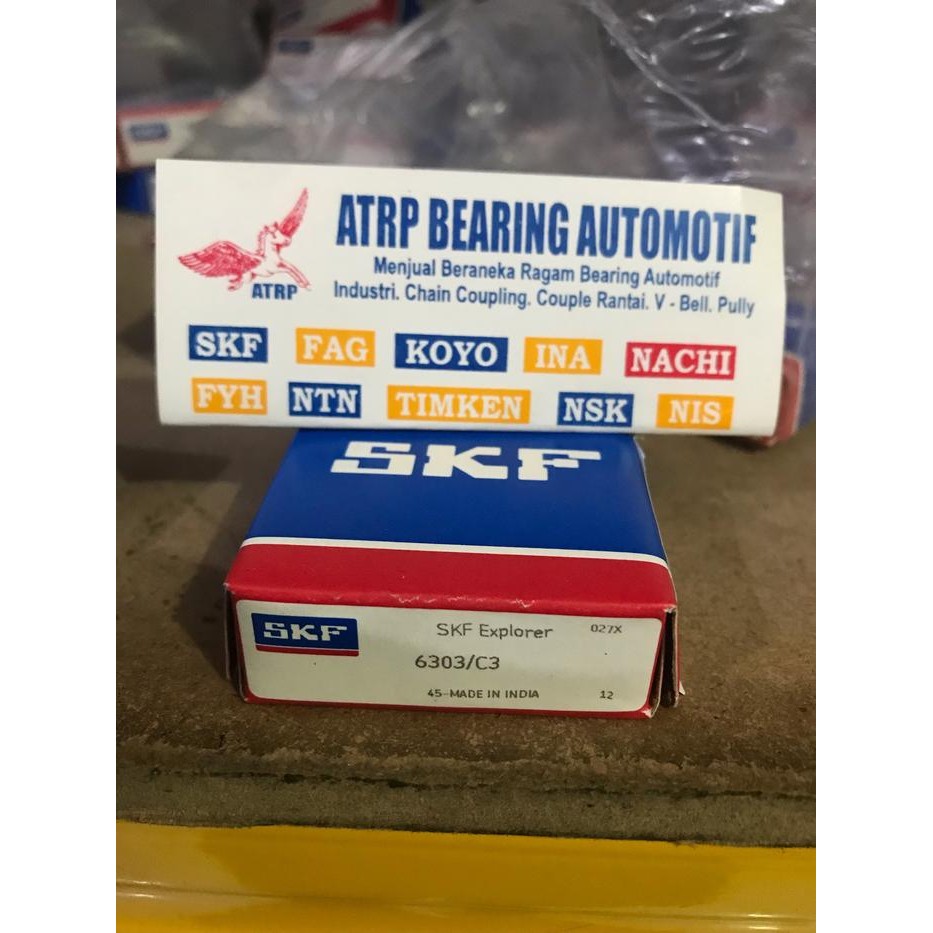 ATRP BEARING AUTOMOTIF
Menjual Beraneka Ragam Bearing Automotif
Industri. Chain Coupling. Couple Rantai. V - Bell. Pully
ATRP
SKF FAG KOYO INA NACHI
FYH NTN TIMKEN NSK NIS
SKF
SKF
SKF Explorer 027X
6303/C3
45-MADE IN INDIA 12